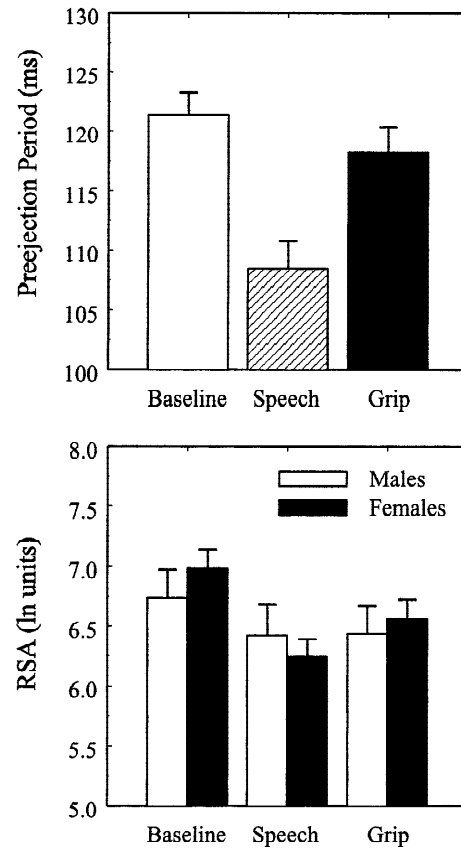 Preejection Period (ms)
130
125
120
115
110
105
100
Baseline Speech Grip
RSA (ln units)
8.0
7.5
7.0
6.5
6.0
5.5
5.0
Males
Females
Baseline Speech Grip